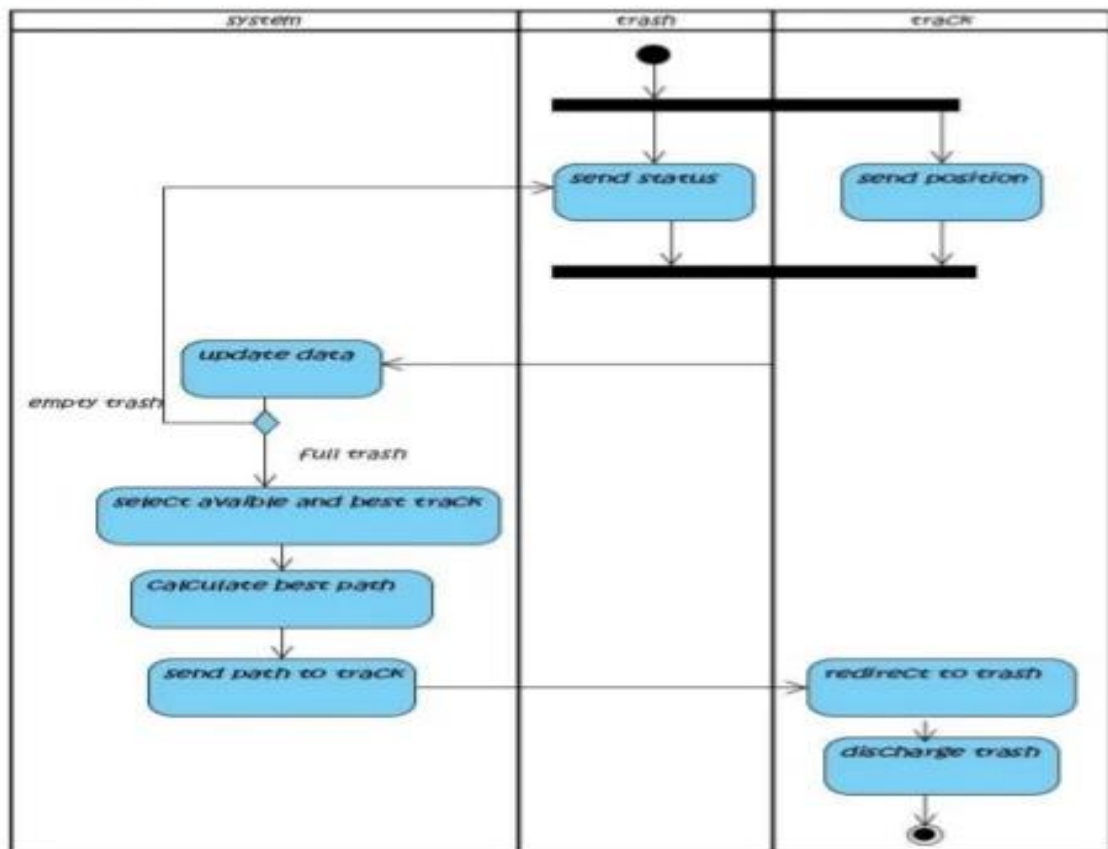 system
trash
track
send status
send position
update data
empty trash
full trash
select avaible and best track
calculate best path
send path to track
redirect to trash
discharge trash